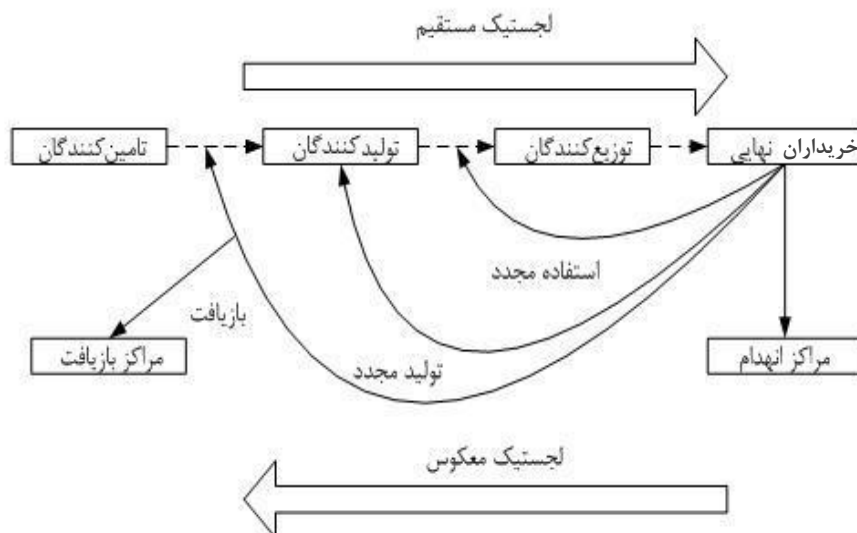 لجستیک مستقیم
تامین‌کنندگان
تولیدکنندگان
توزیع‌کنندگان
خریداران نهایی
استفاده مجدد
بازیافت
تولید مجدد
مراکز بازیافت
مراکز انهدام
لجستیک معکوس